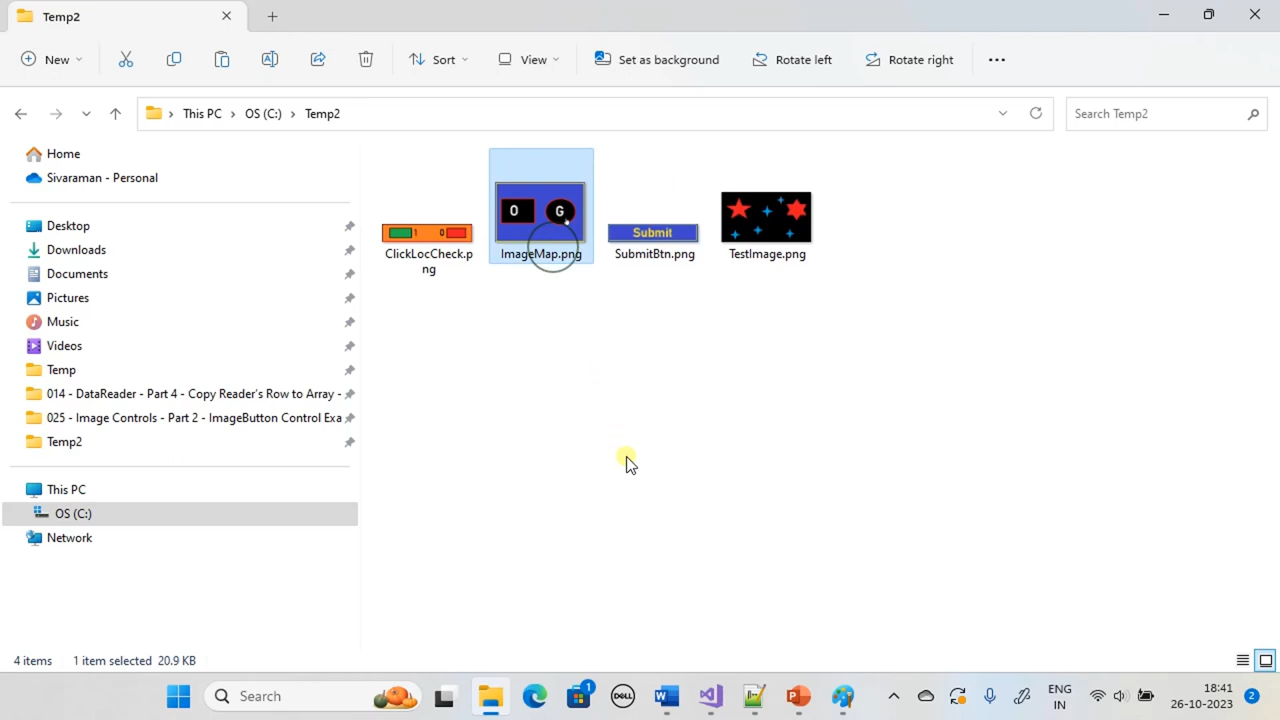 Temp2
New
Sort
View
Set as background
Rotate left
Rotate right
This PC
OS (C:)
Temp2
Search Temp2
Home
Sivaraman - Personal
Desktop
Downloads
Documents
Pictures
Music
Videos
Temp
014 - DataReader - Part 4 - Copy Reader's Row to Array -
025 - Image Controls - Part 2 - ImageButton Control Exa
Temp2
This PC
OS (C:)
Network
1 0
ClickLocCheck.p
ng
O G
ImageMap.png
Submit
SubmitBtn.png
TestImage.png
4 items 1 item selected 20.9 KB
Search
1
DELL
ENG
IN
18:41
26-10-2023
2